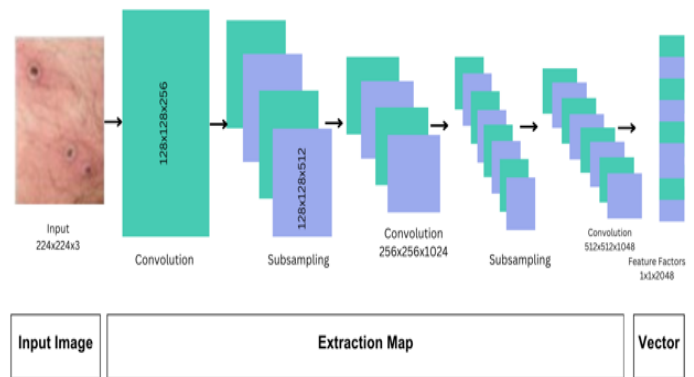 128x128x256
128x128x512
Input
224x224x3
Convolution
Subsampling
Convolution
256x256x1024
Subsampling
Convolution
512x512x1048
Feature Factors
1x1x2048
Input Image
Extraction Map
Vector